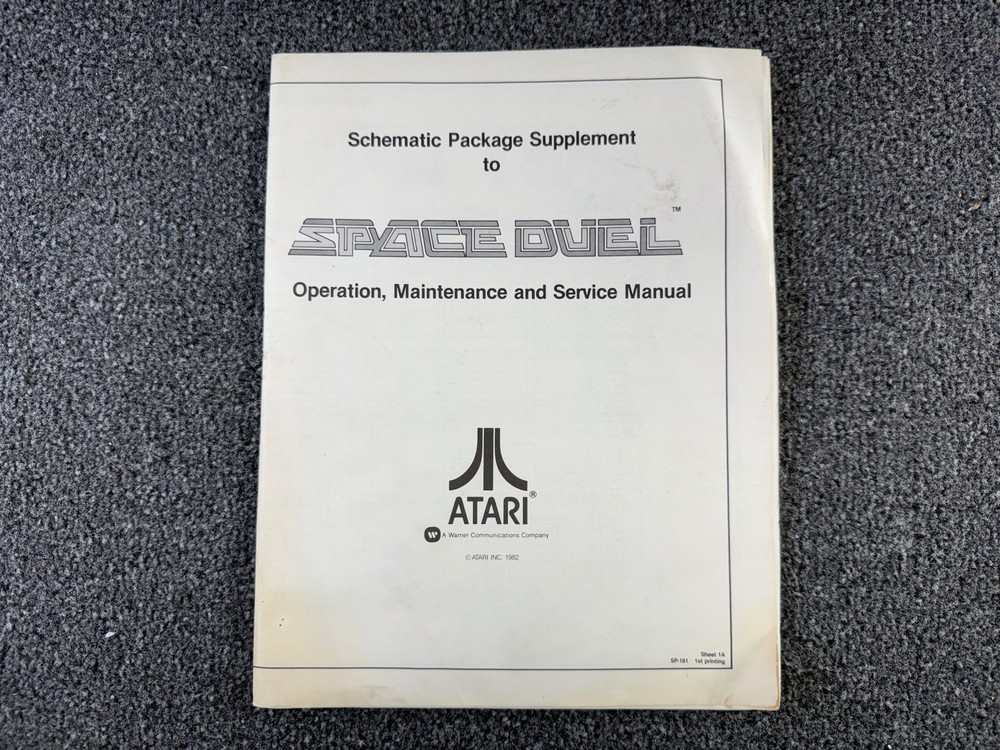 Schematic Package Supplement
to
SPACE DUEL™
Operation, Maintenance and Service Manual
ATARI®
A Warner Communications Company
© ATARI INC. 1982
Sheet 1A
SP-181 1st printing